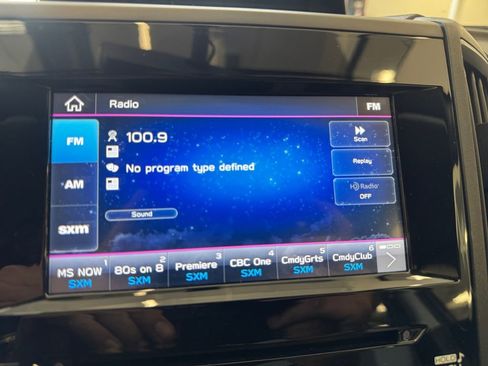 Radio
FM
FM
100.9
Scan
AM
No program type defined
Replay
HD Radio
OFF
sxm
Sound
1 2 3 4 5 6
MS NOW 80s on 8 Premiere CBC One CmdyGrts CmdyClub
SXM SXM SXM SXM SXM SXM
HOLD